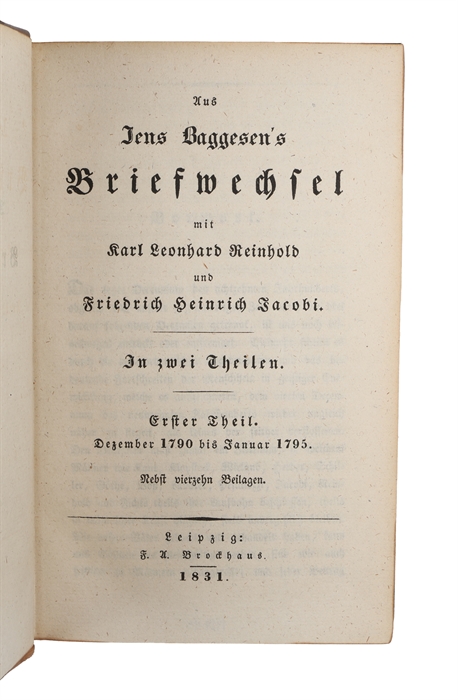 Aus
Jens Baggesen's
Briefwechsel
mit
Karl Leonhard Reinhold
und
Friedrich Heinrich Jacobi.
In zwei Theilen.
Erster Theil.
Dezember 1790 bis Januar 1795.
Nebst vierzehn Beilagen.
Leipzig:
F. A. Brockhaus.
1831.